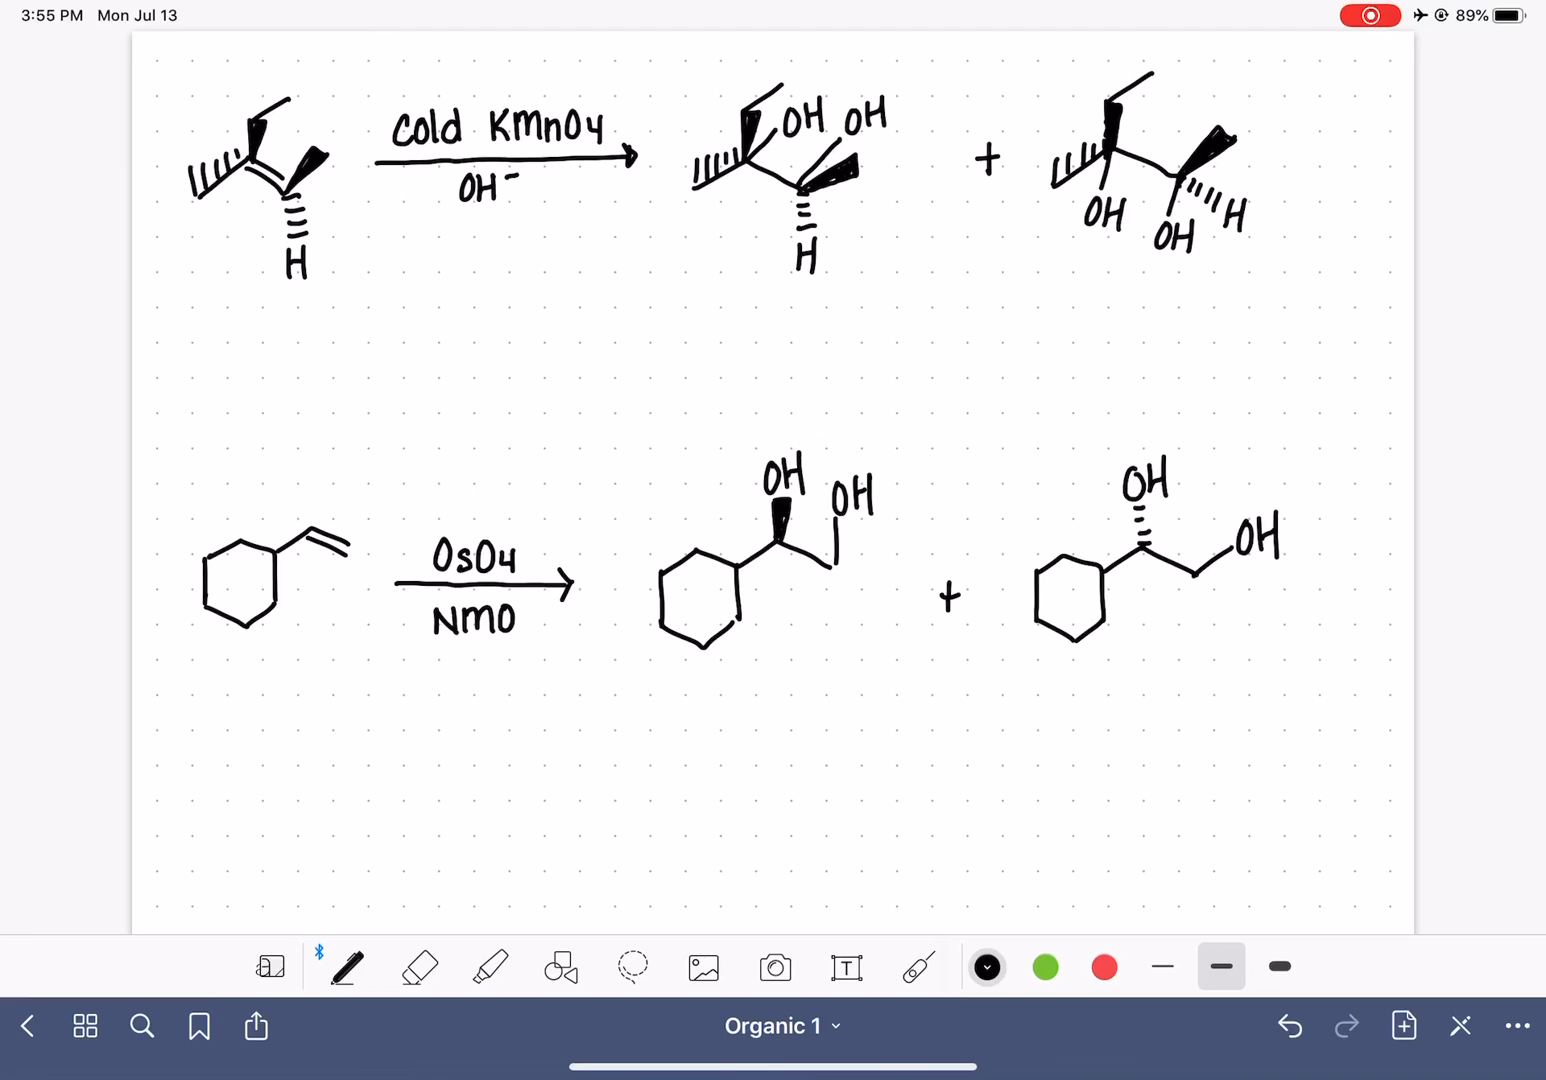 3:55 PM Mon Jul 13
89%
Cold KMnO4
OH⁻
H
OH OH
H
+
OH
OH
H
OsO4
NMO
OH
OH
+
OH
OH
T
Organic 1